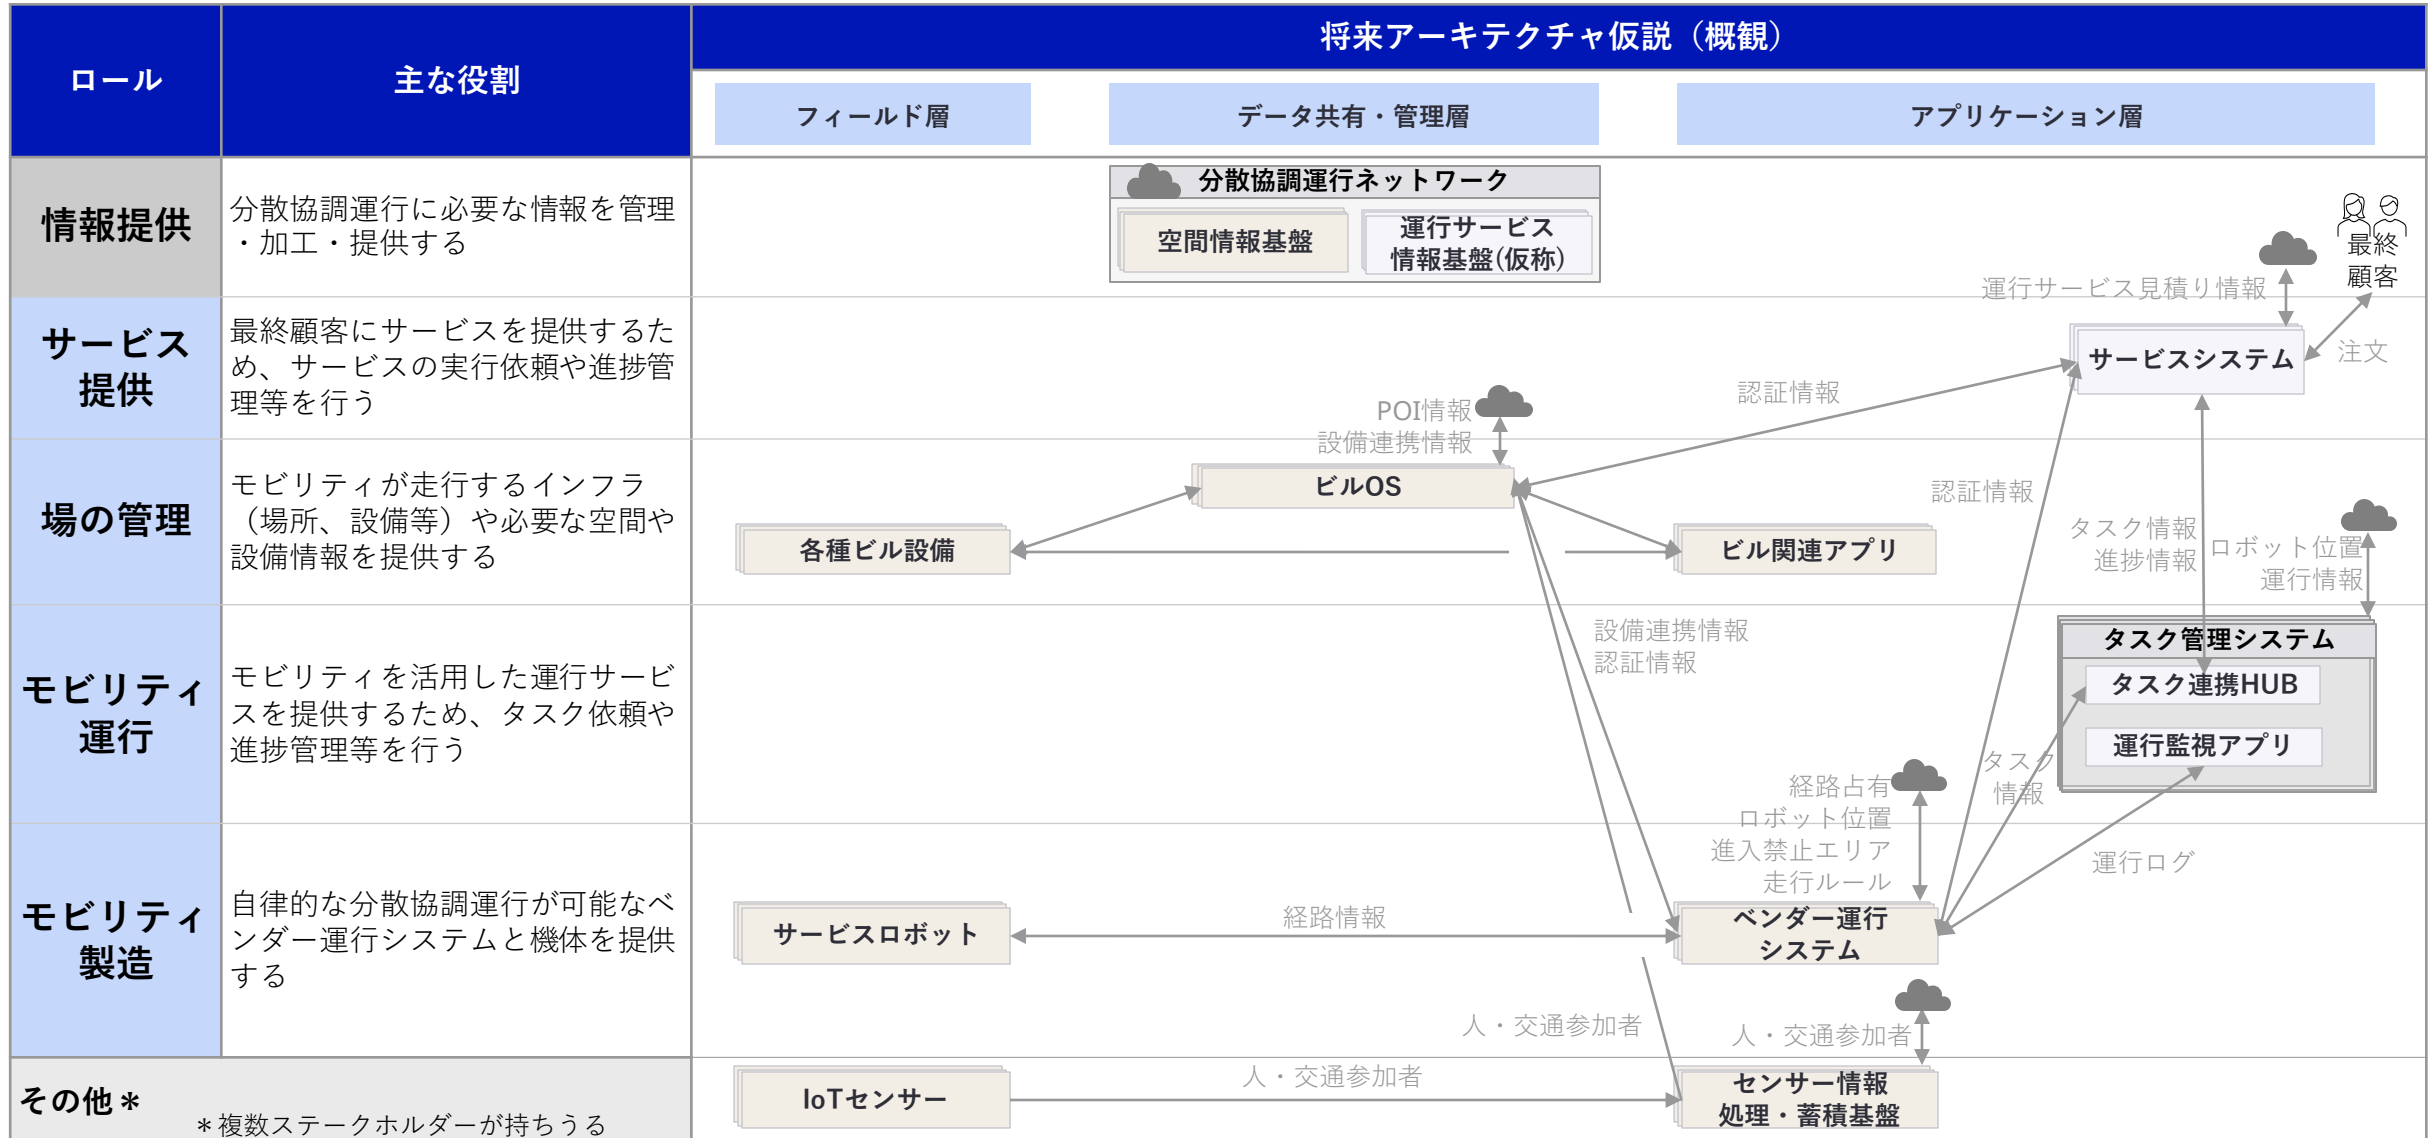 ロール
主な役割
将来アーキテクチャ仮説（概観）
フィールド層
データ共有・管理層
アプリケーション層
情報提供
分散協調運行に必要な情報を管理
・加工・提供する
分散協調運行ネットワーク
空間情報基盤
運行サービス
情報基盤(仮称)
最終
顧客
運行サービス見積り情報
サービス
提供
最終顧客にサービスを提供するた
め、サービスの実行依頼や進捗管
理等を行う
サービスシステム
注文
認証情報
POI情報
設備連携情報
場の管理
モビリティが走行するインフラ
（場所、設備等）や必要な空間や
設備情報を提供する
ビルOS
各種ビル設備
ビル関連アプリ
認証情報
タスク情報
進捗情報
ロボット位置
運行情報
モビリティ
運行
モビリティを活用した運行サービ
スを提供するため、タスク依頼や
進捗管理等を行う
設備連携情報
認証情報
タスク管理システム
タスク連携HUB
運行監視アプリ
タスク
情報
経路占有
ロボット位置
進入禁止エリア
走行ルール
運行ログ
モビリティ
製造
自律的な分散協調運行が可能なベ
ンダー運行システムと機体を提供
する
サービスロボット
経路情報
ベンダー運行
システム
人・交通参加者
人・交通参加者
その他＊
＊複数ステークホルダーが持ちうる
IoTセンサー
人・交通参加者
センサー情報
処理・蓄積基盤